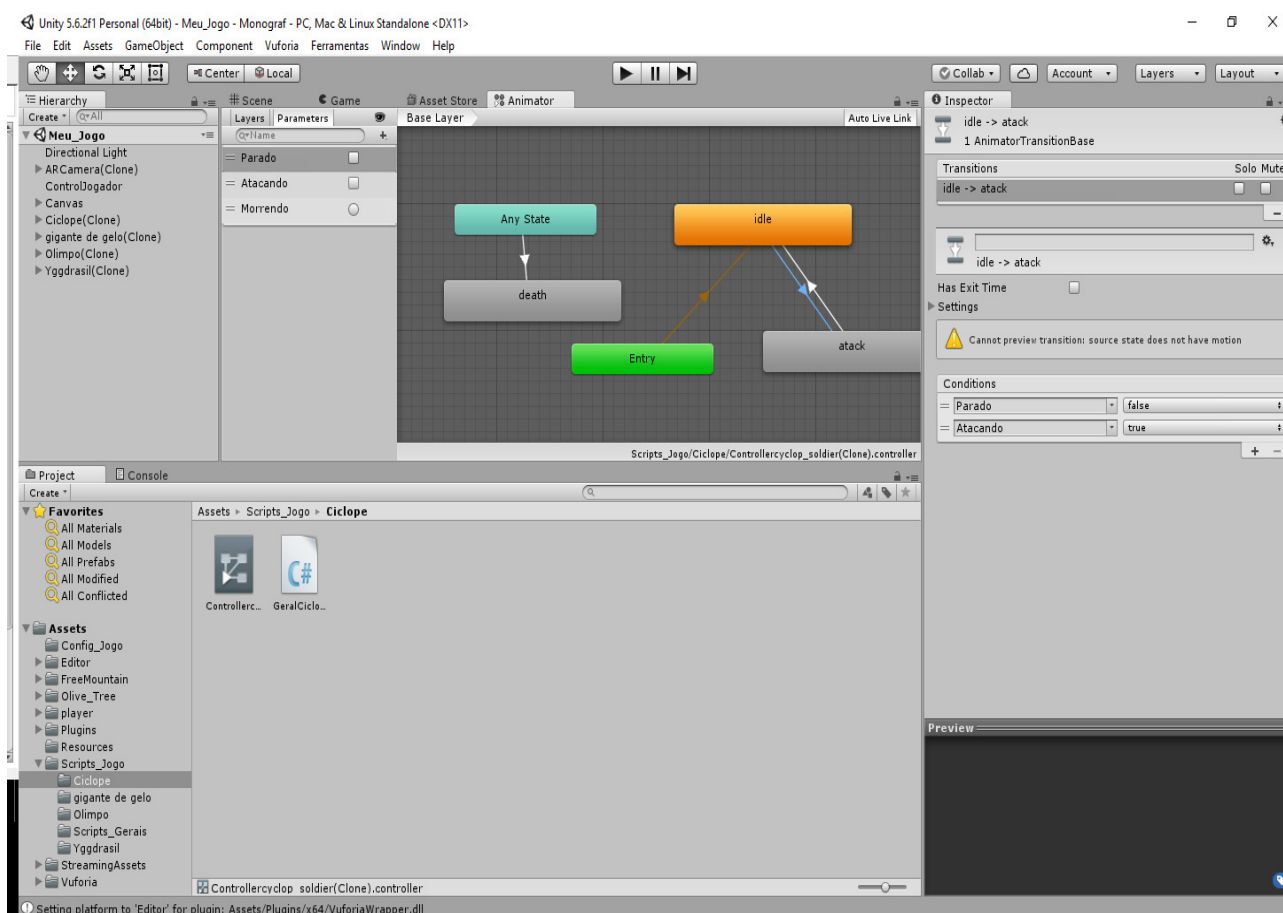 Unity 5.6.2f1 Personal (64bit) - Meu_Jogo - Monograf - PC, Mac & Linux Standalone <DX11>
File Edit Assets GameObject Component Vuforia Ferramentas Window Help
Center Local Collab Account Layers Layout
Hierarchy
Create All
Meu_Jogo
Directional Light
ARCamera(Clone)
ControlJogador
Canvas
Ciclope(Clone)
gigante de gelo(Clone)
Olimpo(Clone)
Yggdrasil(Clone)
Scene Game Asset Store Animator
Layers Parameters Base Layer Auto Live Link
Name
Parado
Atacando
Morrendo
Any State
idle
death
Entry
atack
Scripts_Jogo/Ciclope/Controllercyclop_soldier(Clone).controller
Inspector
idle -> atack
1 AnimatorTransitionBase
Transitions Solo Mute
idle -> atack
idle -> atack
Has Exit Time
Settings
Cannot preview transition: source state does not have motion
Conditions
Parado false
Atacando true
Preview
Project Console
Create
Favorites
All Materials
All Models
All Prefabs
All Modified
All Conflicted
Assets
Config_Jogo
Editor
FreeMountain
Olive_Tree
player
Plugins
Resources
Scripts_Jogo
Ciclope
gigante de gelo
Olimpo
Scripts_Gerais
Yggdrasil
StreamingAssets
Vuforia
Assets Scripts_Jogo Ciclope
C#
Controllerc... GeralCiclo...
Controllercyclop_soldier(Clone).controller
Setting platform to 'Editor' for plugin: Assets/Plugins/x64/VuforiaWrapper.dll